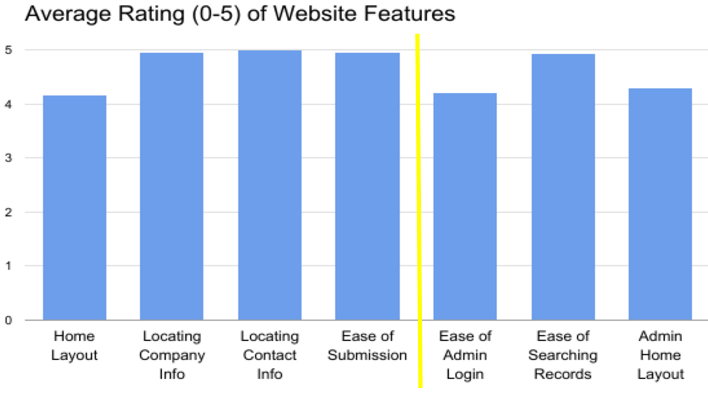 Average Rating (0-5) of Website Features
5
4
3
2
1
0
Home
Layout
Locating
Company
Info
Locating
Contact
Info
Ease of
Submission
Ease of
Admin
Login
Ease of
Searching
Records
Admin
Home
Layout